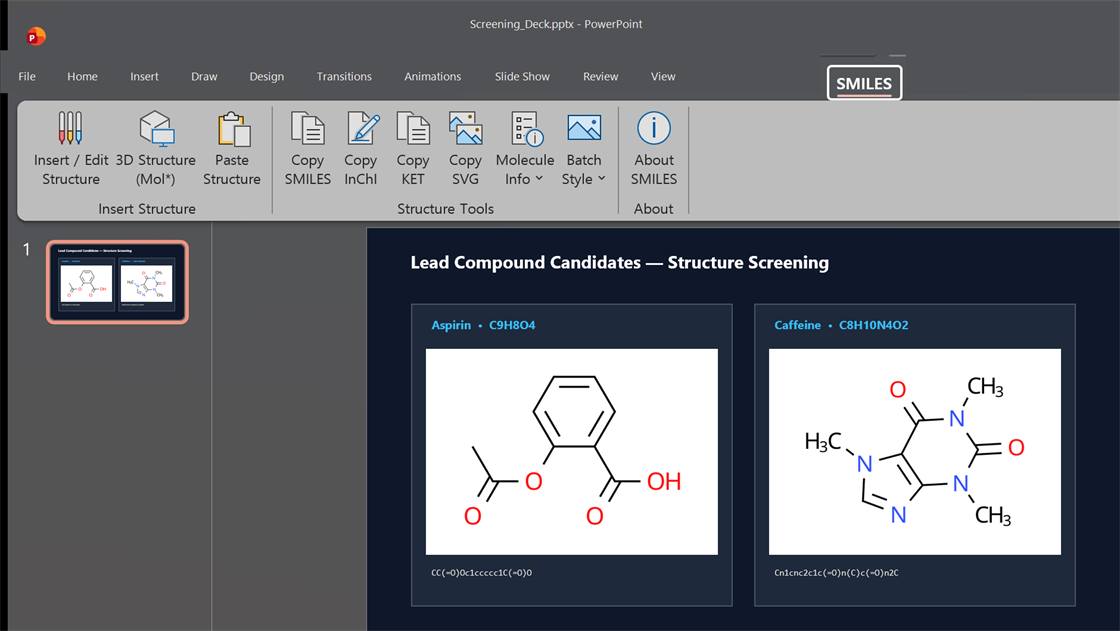 Screening_Deck.pptx - PowerPoint
P
File Home Insert Draw Design Transitions Animations Slide Show Review View SMILES
Insert / Edit Structure
3D Structure (Mol*)
Paste Structure
Copy SMILES
Copy InChI
Copy KET
Copy SVG
Molecule Info
Batch Style
About SMILES
Insert Structure
Structure Tools
About
1
Lead Compound Candidates — Structure Screening
Aspirin • C9H8O4
O
O
O
OH
CC(=O)Oc1ccccc1C(=O)O
Caffeine • C8H10N4O2
O
CH3
N
H3C
N
O
N
N
CH3
Cn1cnc2c1c(=O)n(C)c(=O)n2C